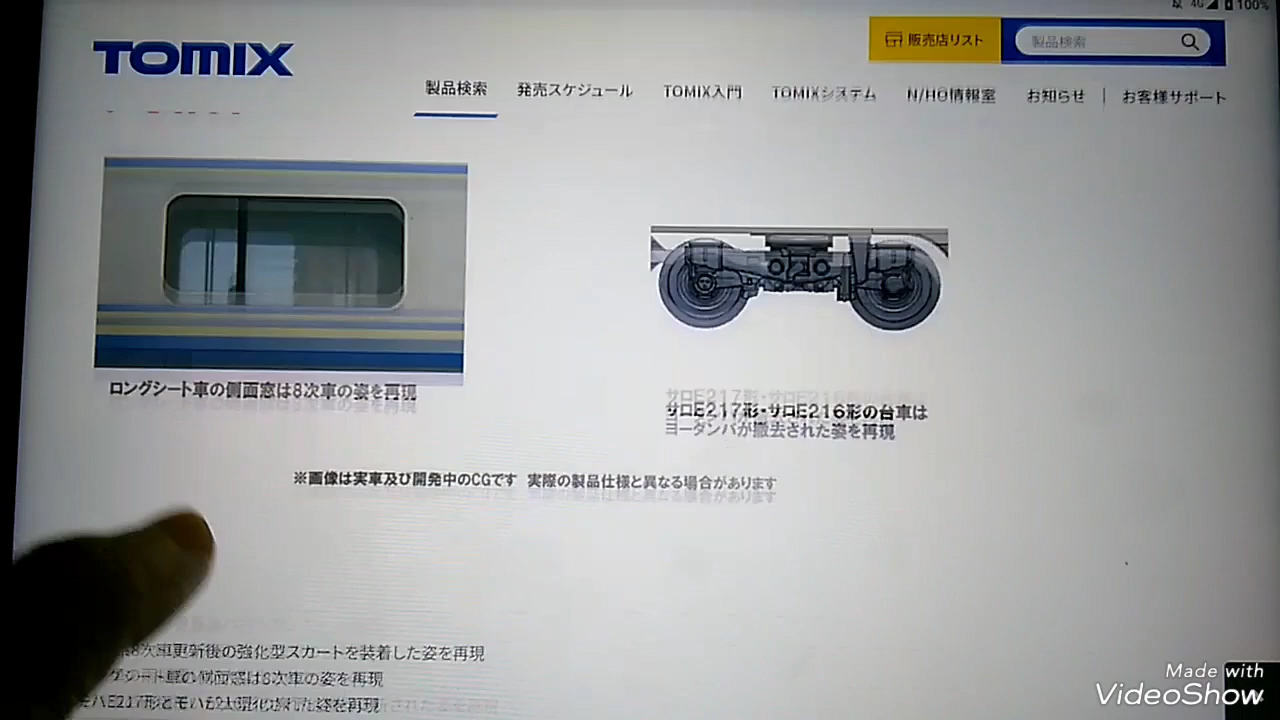 4G 100%
TOMIX
販売店リスト
製品検索
製品検索 発売スケジュール TOMIX入門 TOMIXシステム N/HO情報室 お知らせ | お客様サポート
ロングシート車の側面窓は8次車の姿を再現
サロE217形・サロE216形の台車は
ヨーダンパが撤去された姿を再現
※画像は実車及び開発中のCGです 実際の製品仕様と異なる場合があります
8次車更新後の強化型スカートを装着した姿を再現
側面窓は8次車の姿を再現
モハE217形とモハ 姿を再現
Made with
VideoShow